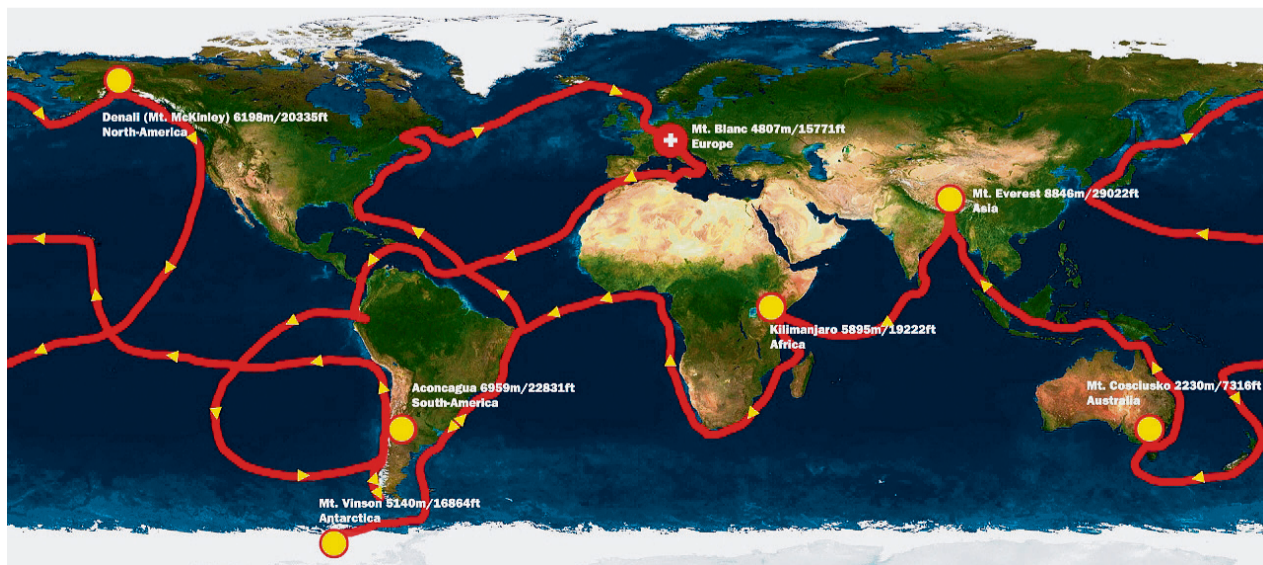 Denali (Mt. McKinley) 6198m/20335ft
North-America
Mt. Blanc 4807m/15771ft
Europe
Mt. Everest 8846m/29022ft
Asia
Kilimanjaro 5895m/19222ft
Africa
Aconcagua 6959m/22831ft
South-America
Mt. Cosciusko 2230m/7316ft
Australia
Mt. Vinson 5140m/16864ft
Antarctica